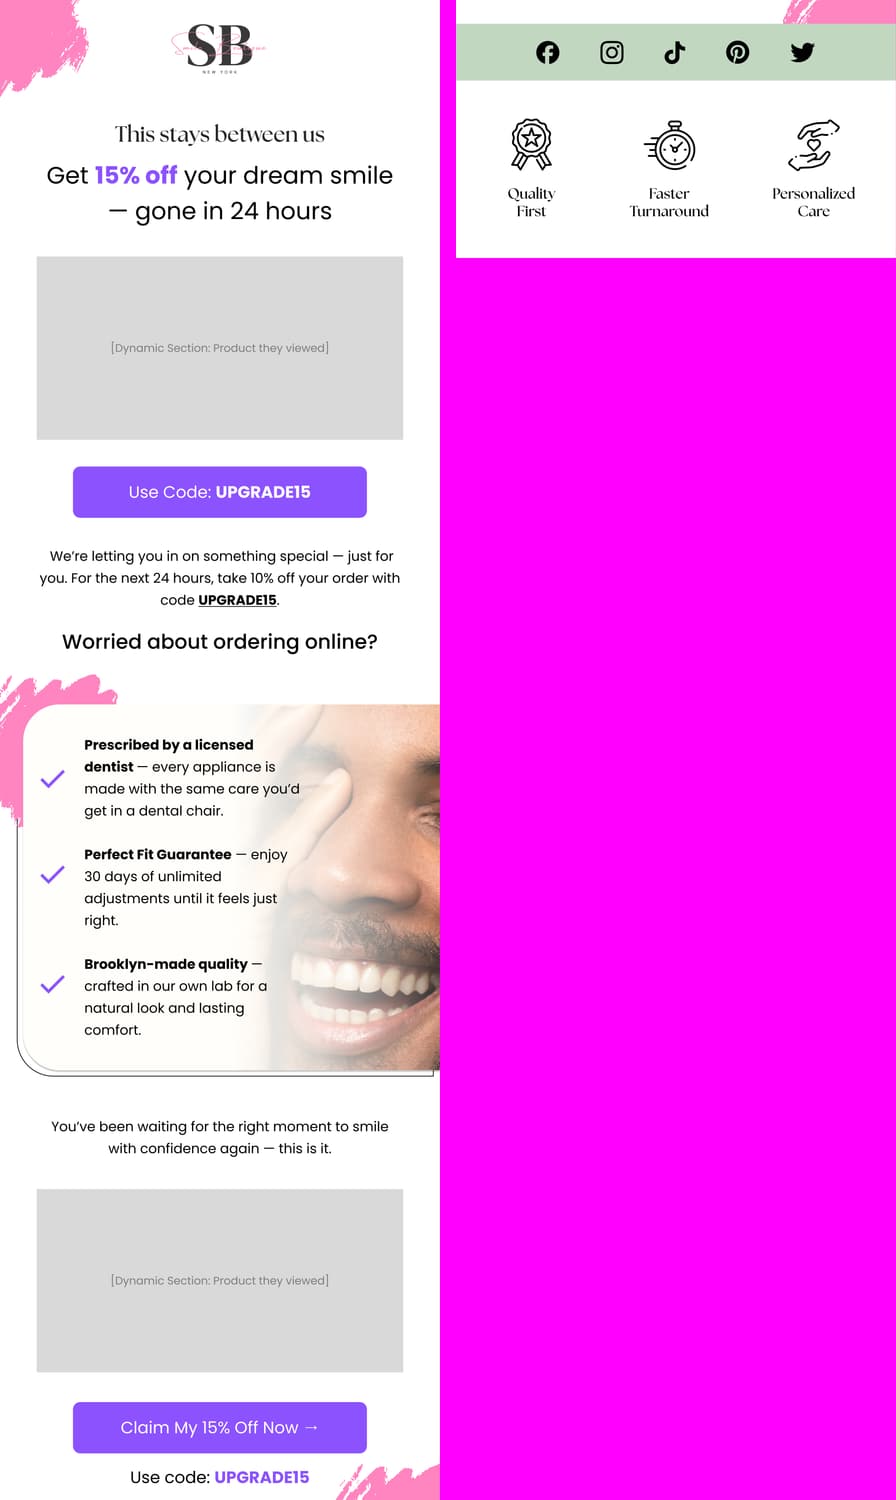 SB
Smile Boutique
NEW YORK
This stays between us
Get 15% off your dream smile
— gone in 24 hours
[Dynamic Section: Product they viewed]
Use Code: UPGRADE15
We’re letting you in on something special — just for
you. For the next 24 hours, take 10% off your order with
code UPGRADE15.
Worried about ordering online?
Prescribed by a licensed
dentist — every appliance is
made with the same care you’d
get in a dental chair.
Perfect Fit Guarantee — enjoy
30 days of unlimited
adjustments until it feels just
right.
Brooklyn-made quality —
crafted in our own lab for a
natural look and lasting
comfort.
You’ve been waiting for the right moment to smile
with confidence again — this is it.
[Dynamic Section: Product they viewed]
Claim My 15% Off Now →
Use code: UPGRADE15
Quality
First
Faster
Turnaround
Personalized
Care